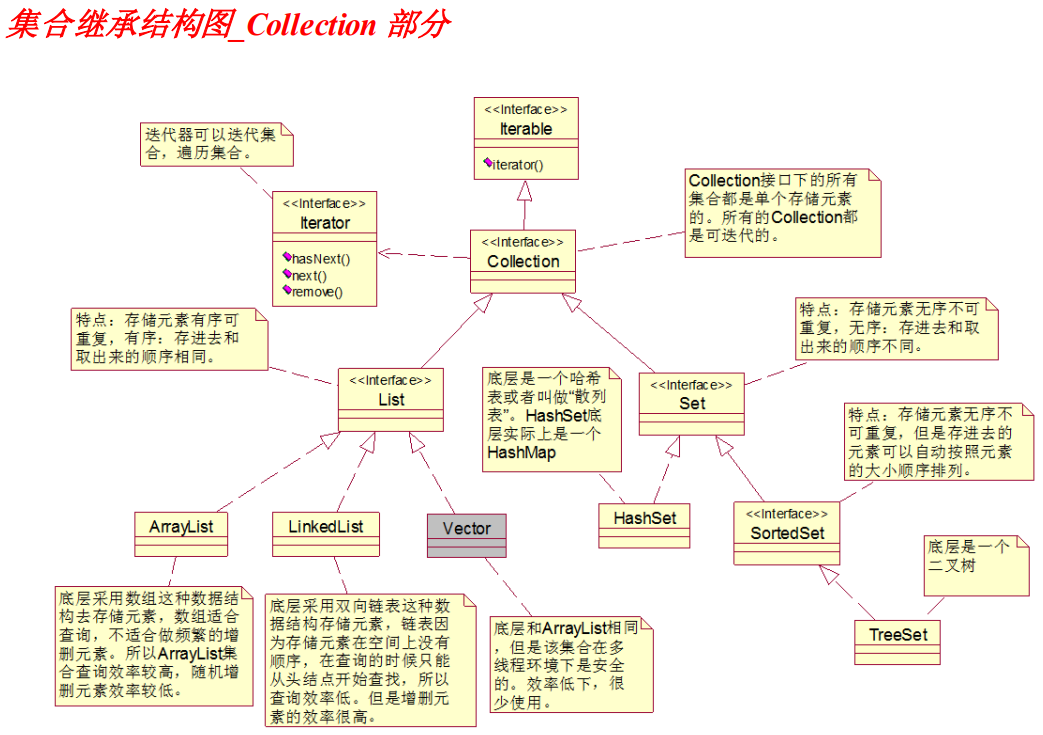 集合继承结构图_Collection 部分
<<Interface>>
Iterable
iterator()
迭代器可以迭代集
合，遍历集合。
<<Interface>>
Iterator
hasNext()
next()
remove()
Collection接口下的所有
集合都是单个存储元素
的。所有的Collection都
是可迭代的。
<<Interface>>
Collection
特点：存储元素有序可
重复，有序：存进去和
取出来的顺序相同。
特点：存储元素无序不可
重复，无序：存进去和取
出来的顺序不同。
<<Interface>>
List
底层是一个哈希
表或者叫做“散列
表”。HashSet底
层实际上是一个
HashMap
<<Interface>>
Set
特点：存储元素无序不
可重复，但是存进去的
元素可以自动按照元素
的大小顺序排列。
ArrayList
LinkedList
Vector
HashSet
<<Interface>>
SortedSet
底层是一个
二叉树
底层采用数组这种数据结
构去存储元素，数组适合
查询，不适合做频繁的增
删元素。所以ArrayList集
合查询效率较高，随机增
删元素效率较低。
底层采用双向链表这种数
据结构存储元素，链表因
为存储元素在空间上没有
顺序，在查询的时候只能
从头结点开始查找，所以
查询效率低。但是增删元
素的效率很高。
底层和ArrayList相同
，但是该集合在多
线程环境下是安全
的。效率低下，很
少使用。
TreeSet